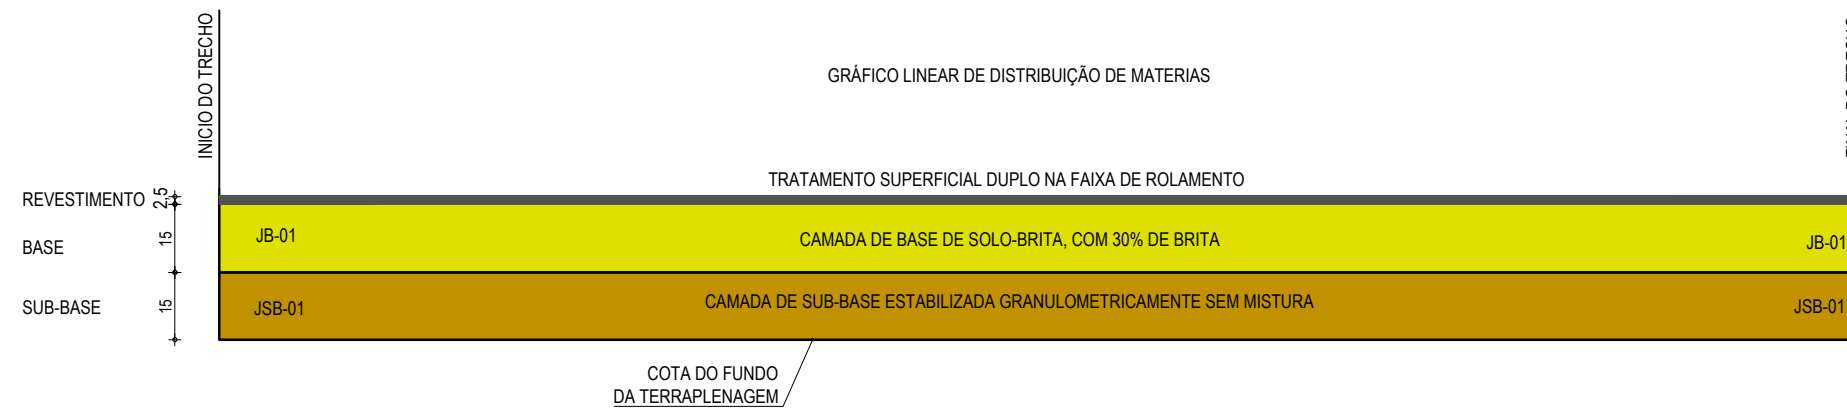 INICIO DO TRECHO
GRÁFICO LINEAR DE DISTRIBUIÇÃO DE MATERIAS
TRATAMENTO SUPERFICIAL DUPLO NA FAIXA DE ROLAMENTO
REVESTIMENTO 2,5
BASE 15 JB-01 CAMADA DE BASE DE SOLO-BRITA, COM 30% DE BRITA JB-01
SUB-BASE 15 JSB-01 CAMADA DE SUB-BASE ESTABILIZADA GRANULOMETRICAMENTE SEM MISTURA JSB-01
COTA DO FUNDO
DA TERRAPLENAGEM